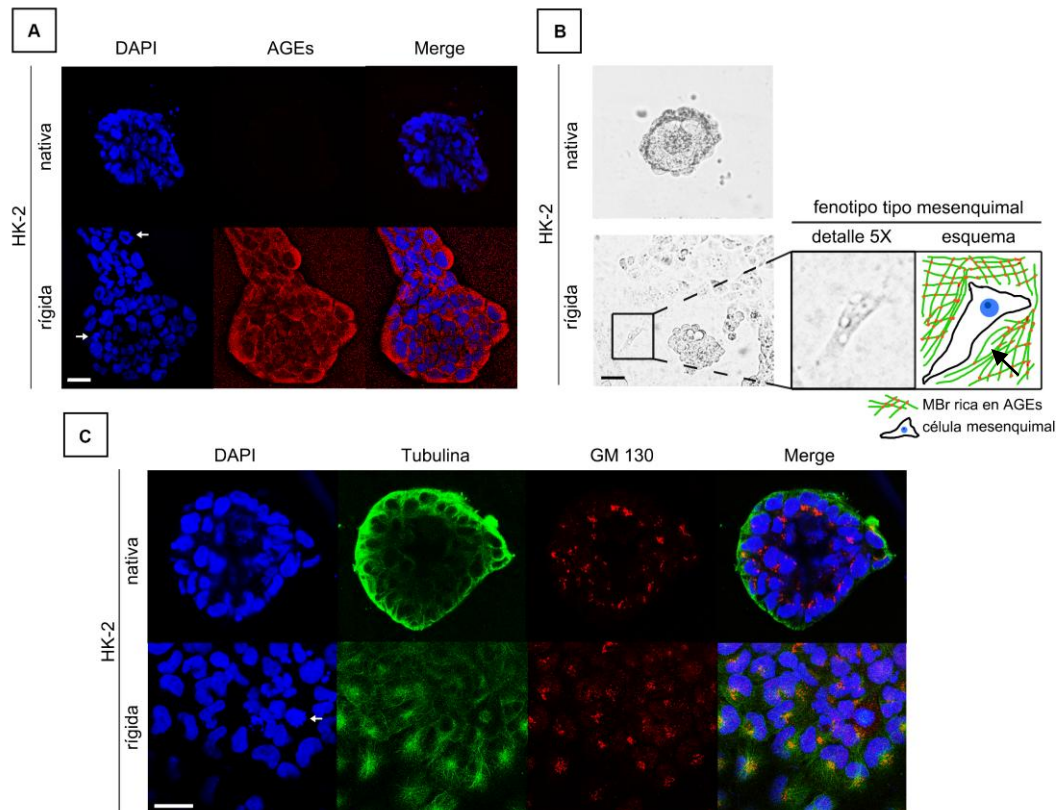 A
DAPI AGEs Merge
HK-2
nativa
rígida
B
HK-2
nativa
rígida
fenotipo tipo mesenquimal
detalle 5X esquema
MBr rica en AGEs
célula mesenquimal
C
DAPI Tubulina GM 130 Merge
HK-2
nativa
rígida